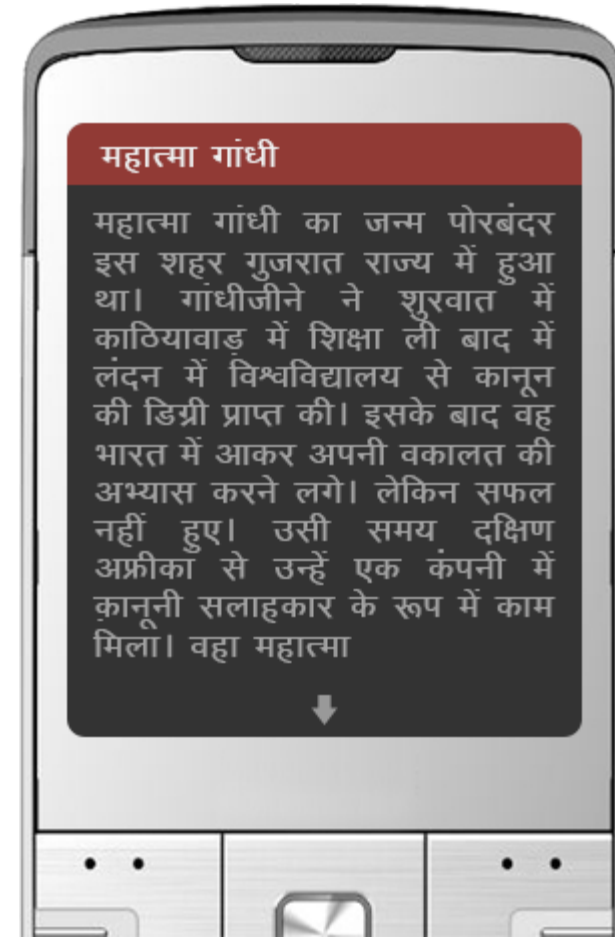 महात्मा गांधी
महात्मा गांधी का जन्म पोरबंदर
इस शहर गुजरात राज्य में हुआ
था। गांधीजीने ने शुरवात में
काठियावाड़ में शिक्षा ली बाद में
लंदन में विश्वविद्यालय से कानून
की डिग्री प्राप्त की। इसके बाद वह
भारत में आकर अपनी वकालत की
अभ्यास करने लगे। लेकिन सफल
नहीं हुए। उसी समय दक्षिण
अफ्रीका से उन्हें एक कंपनी में
क़ानूनी सलाहकार के रूप में काम
मिला। वहा महात्मा